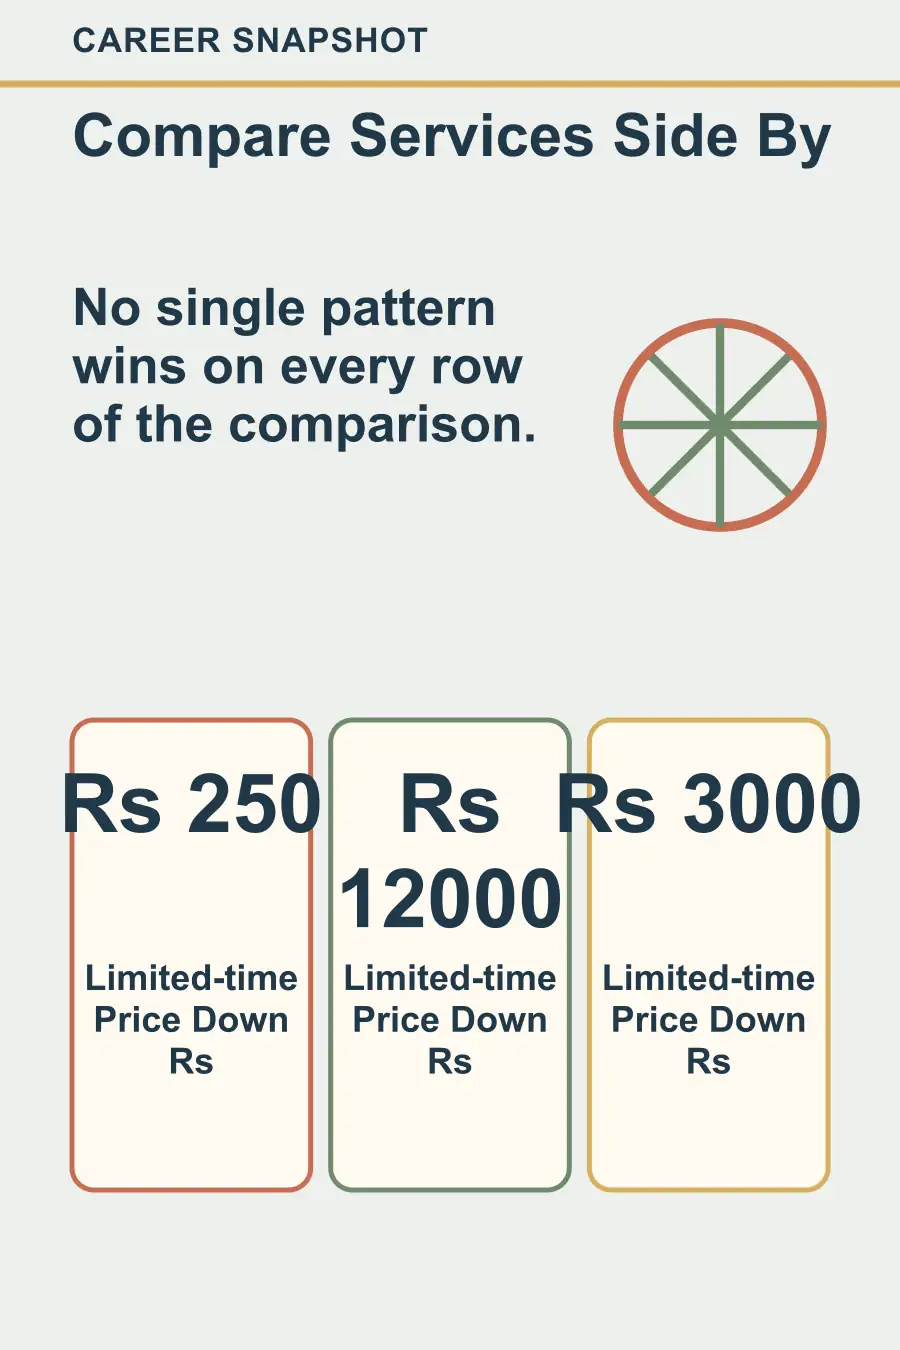 CAREER SNAPSHOT
Compare Services Side By
No single pattern
wins on every row
of the comparison.
Rs 250
Limited-time
Price Down
Rs
Rs
12000
Limited-time
Price Down
Rs
Rs 3000
Limited-time
Price Down
Rs